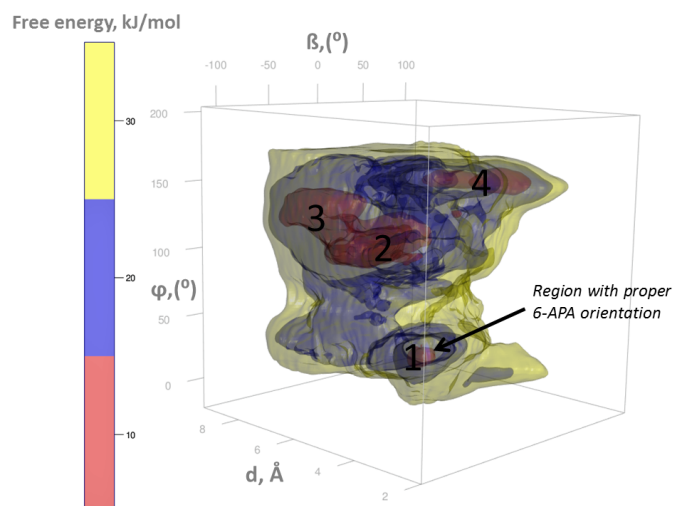 Free energy, kJ/mol
ß,(º)
-100 -50 0 50 100
200
150
100
50
0
φ,(º)
30
20
10
3
2
4
1
Region with proper
6-APA orientation
8
6
4
2
d, Å